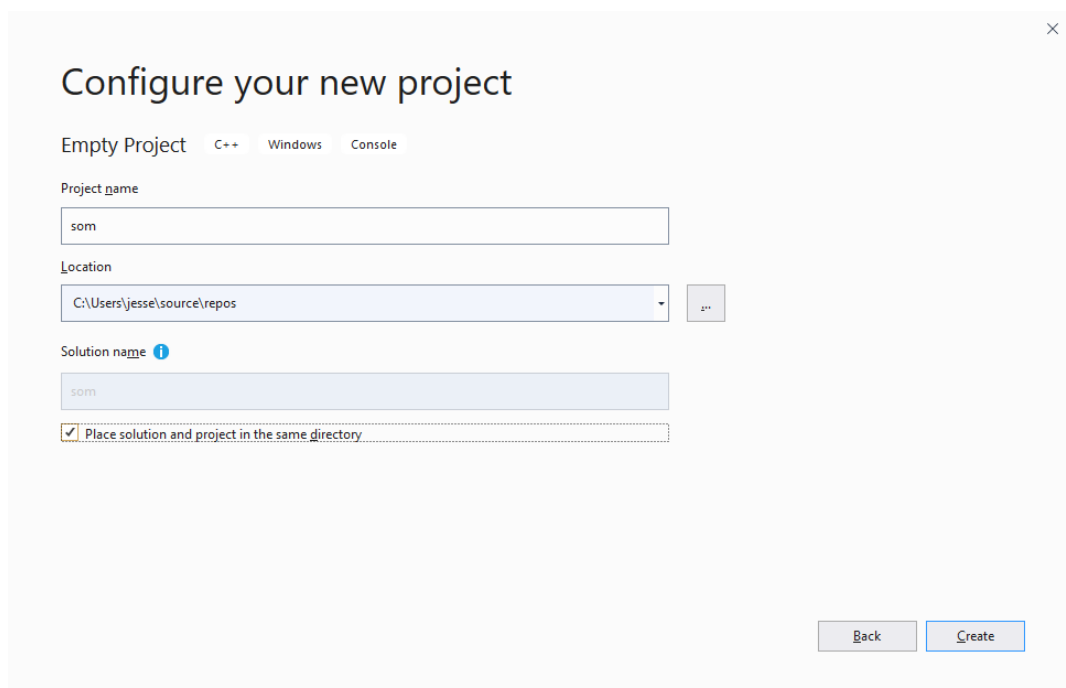 Configure your new project
Empty Project C++ Windows Console
Project name
som
Location
C:\Users\jesse\source\repos
...
Solution name
som
Place solution and project in the same directory
Back Create